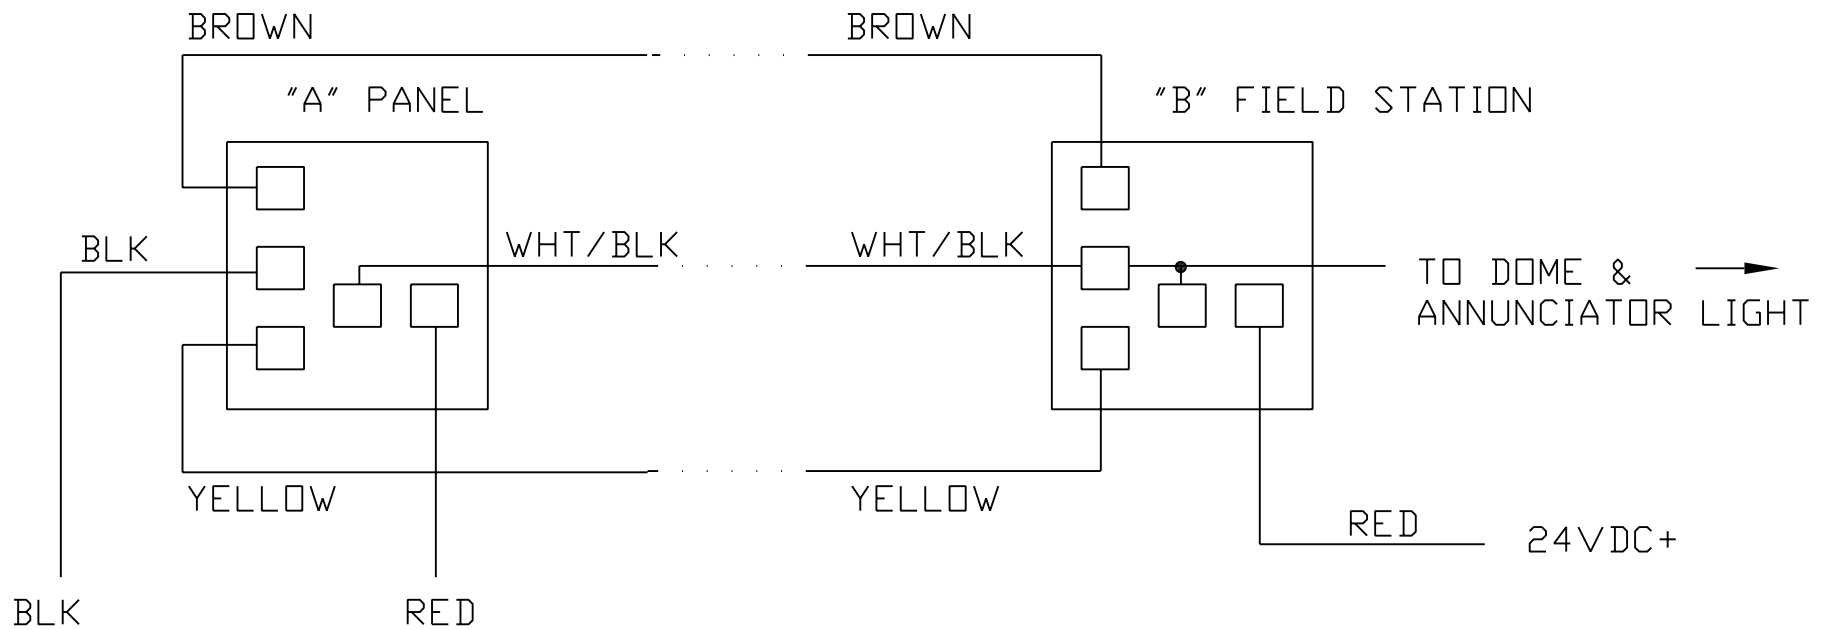 BROWN
BROWN
"A" PANEL
"B" FIELD STATION
BLK
WHT/BLK
WHT/BLK
TO DOME &
ANNUNCIATOR LIGHT
YELLOW
YELLOW
RED
24VDC+
BLK
RED